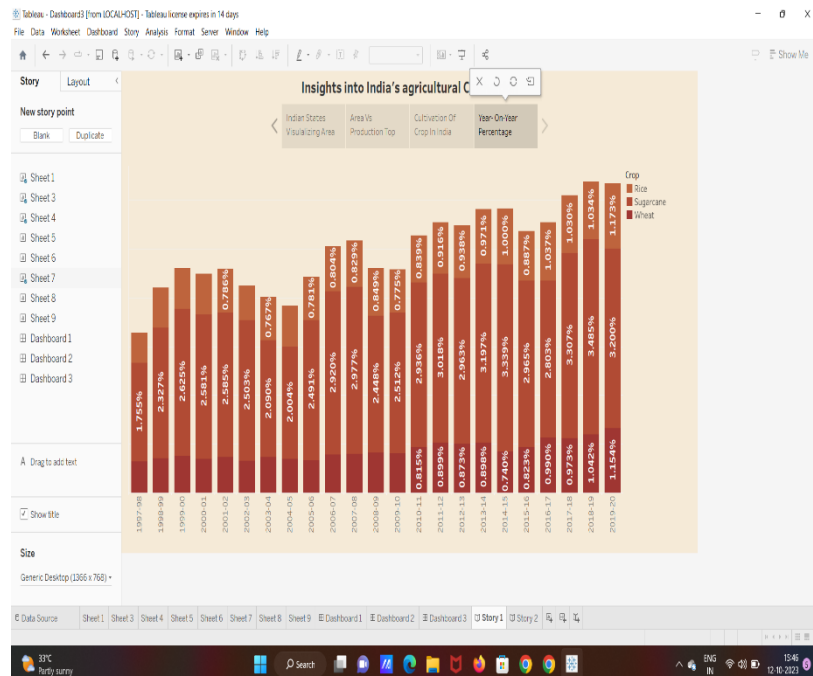 Tableau - Dashboard3 [from LOCALHOST] - Tableau license expires in 14 days
File Data Worksheet Dashboard Story Analysis Format Server Window Help
Show Me
Story Layout
New story point
Blank Duplicate
Sheet 1
Sheet 3
Sheet 4
Sheet 5
Sheet 6
Sheet 7
Sheet 8
Sheet 9
Dashboard 1
Dashboard 2
Dashboard 3
A Drag to add text
Show title
Size
Generic Desktop (1366 x 768)
Insights into India's agricultural C
Indian States
Visulalizing Area
Area Vs
Production Top
Cultivation Of
Crop In India
Year- On-Year
Percentage
Crop
Rice
Sugarcane
Wheat
1.755%
2.327%
2.625%
2.581%
0.786%
2.585%
2.503%
0.767%
2.090%
2.004%
0.781%
2.491%
0.804%
2.920%
0.829%
2.977%
0.849%
2.448%
0.775%
2.512%
0.839%
2.936%
0.815%
0.916%
3.018%
0.899%
0.938%
2.963%
0.873%
0.971%
3.197%
0.898%
1.000%
3.339%
0.740%
0.887%
2.965%
0.823%
1.037%
2.803%
0.990%
1.030%
3.307%
0.973%
1.034%
3.485%
1.042%
1.173%
3.200%
1.154%
1997-98
1998-99
1999-00
2000-01
2001-02
2002-03
2003-04
2004-05
2005-06
2006-07
2007-08
2008-09
2009-10
2010-11
2011-12
2012-13
2013-14
2014-15
2015-16
2016-17
2017-18
2018-19
2019-20
Data Source Sheet 1 Sheet 3 Sheet 4 Sheet 5 Sheet 6 Sheet 7 Sheet 8 Sheet 9 Dashboard 1 Dashboard 2 Dashboard 3 Story 1 Story 2
33°C
Partly sunny
Search
ENG
IN
15:46
12-10-2023